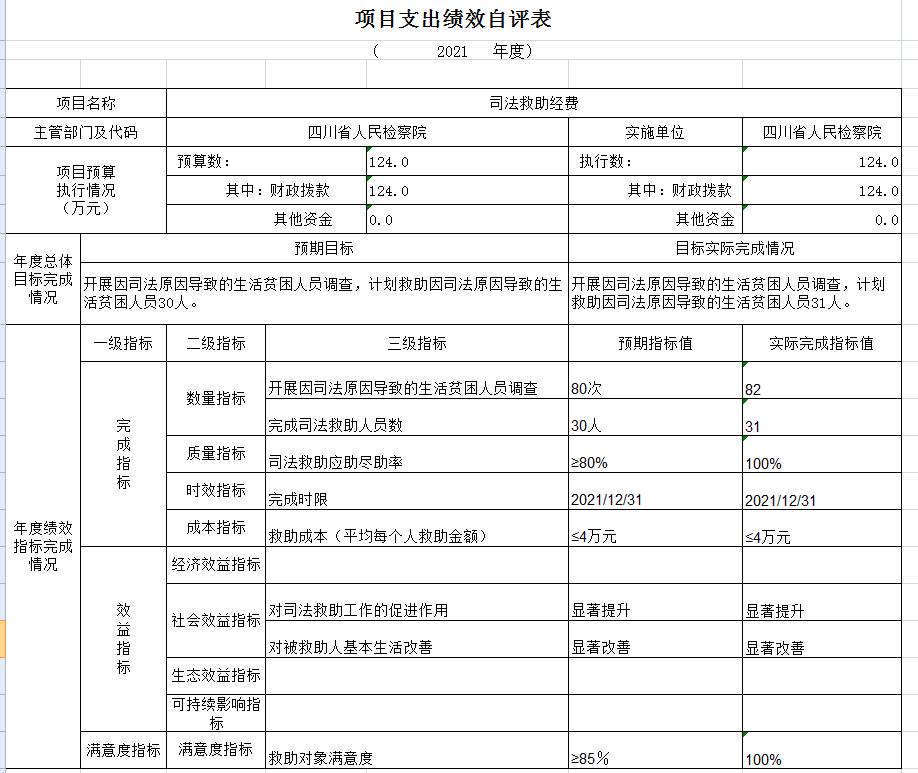 项目支出绩效自评表
（ 2021 年度）
项目名称 司法救助经费
主管部门及代码 四川省人民检察院 实施单位 四川省人民检察院
项目预算
执行情况
（万元）
预算数： 124.0 执行数： 124.0
其中：财政拨款 124.0 其中：财政拨款 124.0
其他资金 0.0 其他资金 0.0
年度总体
目标完成
情况
预期目标 目标实际完成情况
开展因司法原因导致的生活贫困人员调查，计划救助因司法原因导致的生
活贫困人员30人。
开展因司法原因导致的生活贫困人员调查，计划
救助因司法原因导致的生活贫困人员31人。
年度绩效
指标完成
情况
一级指标 二级指标 三级指标 预期指标值 实际完成指标值
完
成
指
标
数量指标
开展因司法原因导致的生活贫困人员调查 80次 82
完成司法救助人员数 30人 31
质量指标 司法救助应助尽助率 ≥80% 100%
时效指标 完成时限 2021/12/31 2021/12/31
成本指标 救助成本（平均每个人救助金额） ≤4万元 ≤4万元
效
益
指
标
经济效益指标
社会效益指标
对司法救助工作的促进作用 显著提升 显著提升
对被救助人基本生活改善 显著改善 显著改善
生态效益指标
可持续影响指
标
满意度指标 满意度指标 救助对象满意度 ≥85％ 100%